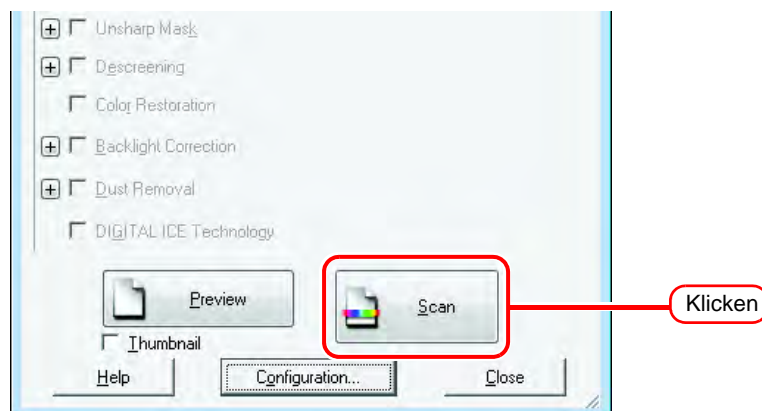 Unsharp Mask
Descreening
Color Restoration
Backlight Correction
Dust Removal
DIGITAL ICE Technology
Preview
Scan
Klicken
Thumbnail
Help
Configuration...
Close